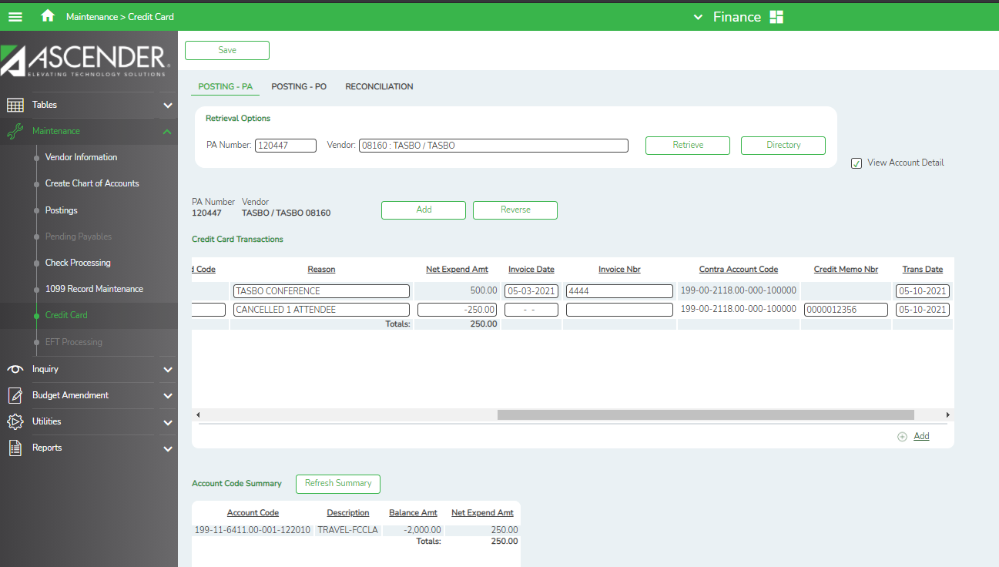 Maintenance > Credit Card
Finance
ASCENDER
ELEVATING TECHNOLOGY SOLUTIONS
Tables
Maintenance
Vendor Information
Create Chart of Accounts
Postings
Pending Payables
Check Processing
1099 Record Maintenance
Credit Card
EFT Processing
Inquiry
Budget Amendment
Utilities
Reports
Save
POSTING - PA POSTING - PO RECONCILIATION
Retrieval Options
PA Number: 120447 Vendor: 08160 : TASBO / TASBO Retrieve Directory
View Account Detail
PA Number Vendor
120447 TASBO / TASBO 08160
Add Reverse
Credit Card Transactions
d Code Reason Net Expend Amt Invoice Date Invoice Nbr Contra Account Code Credit Memo Nbr Trans Date
TASBO CONFERENCE 500.00 05-03-2021 4444 199-00-2118.00-000-100000 05-10-2021
CANCELLED 1 ATTENDEE -250.00 - - 199-00-2118.00-000-100000 0000012356 05-10-2021
Totals: 250.00
Add
Account Code Summary Refresh Summary
Account Code Description Balance Amt Net Expend Amt
199-11-6411.00-001-122010 TRAVEL-FCCLA -2,000.00 250.00
Totals: 250.00